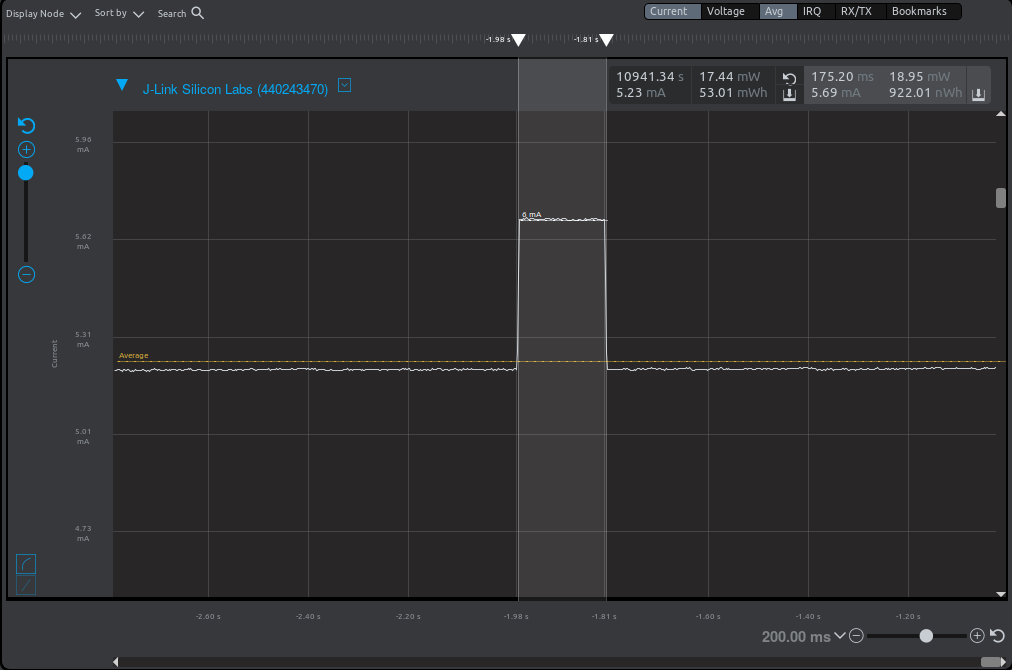 Display Node Sort by Search Current Voltage Avg IRQ RX/TX Bookmarks
-1.98 s -1.81 s
J-Link Silicon Labs (440243470)
10941.34 s 17.44 mW 175.20 ms 18.95 mW
5.23 mA 53.01 mWh 5.69 mA 922.01 nWh
5.96
mA
6 mA
5.62
mA
5.31
mA
Average
Current
5.01
mA
4.73
mA
-2.60 s -2.40 s -2.20 s -1.98 s -1.81 s -1.60 s -1.40 s -1.20 s
200.00 ms